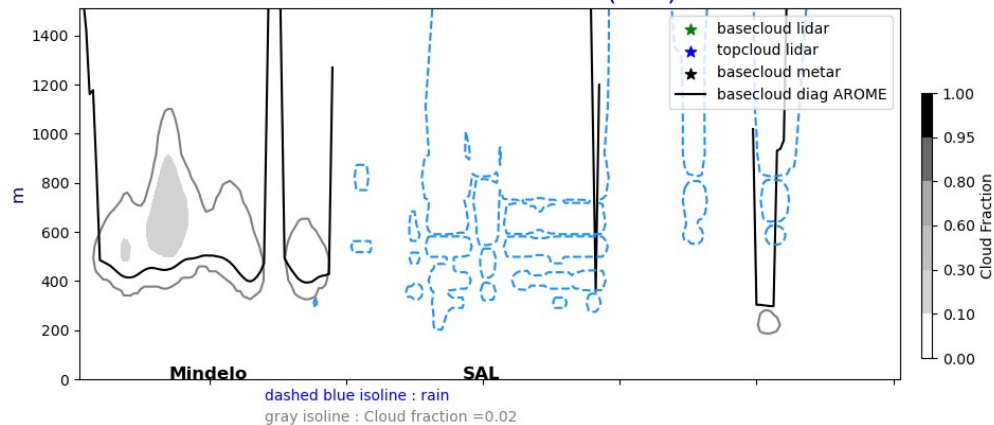 basecloud lidar
topcloud lidar
basecloud metar
basecloud diag AROME
1400
1200
1000
800
600
400
200
0
m
Mindelo
SAL
dashed blue isoline : rain
gray isoline : Cloud fraction =0.02
1.00
0.95
0.80
0.60
0.30
0.10
0.00
Cloud Fraction